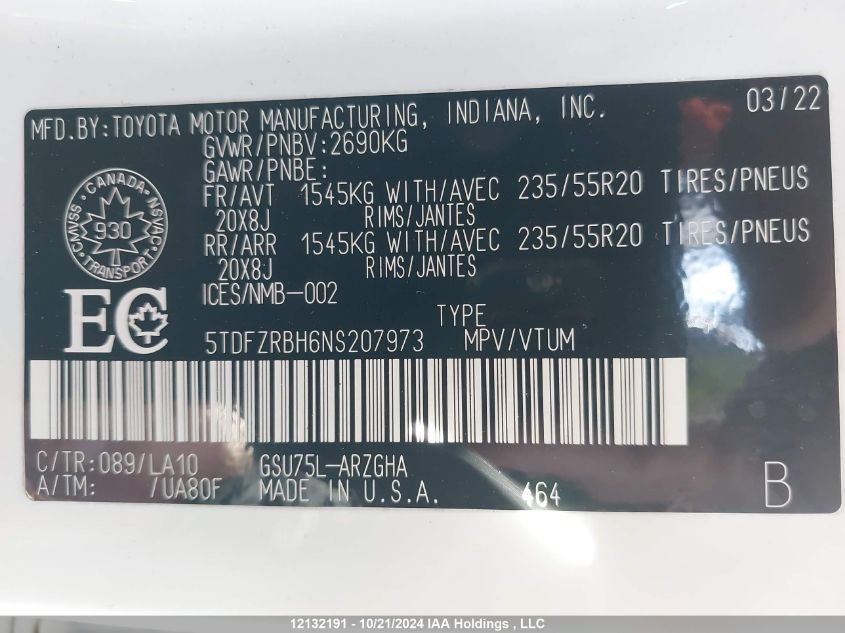 MFD.BY:TOYOTA MOTOR MANUFACTURING, INDIANA, INC. 03/22
GVWR/PNBV:2690KG
GAWR/PNBE:
FR/AVT 1545KG WITH/AVEC 235/55R20 TIRES/PNEUS
20X8J RIMS/JANTES
RR/ARR 1545KG WITH/AVEC 235/55R20 TIRES/PNEUS
20X8J RIMS/JANTES
ICES/NMB-002
CANADA
CMVSS NSVAC
930
TRANSPORT
EC
TYPE
5TDFZRBH6NS207973 MPV/VTUM
C/TR:089/LA10 GSU75L-ARZGHA
A/TM: /UA80F MADE IN U.S.A. 464 B
12132191 - 10/21/2024 IAA Holdings , LLC